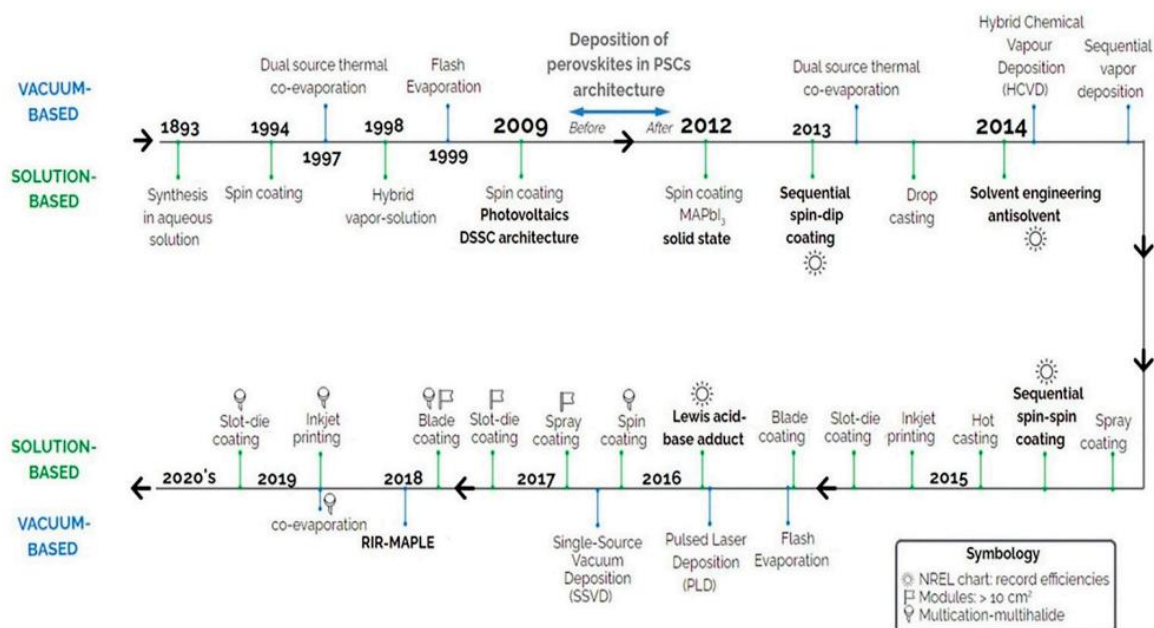 Deposition of
perovskites in PSCs
architecture
Before
After
VACUUM-
BASED
SOLUTION-
BASED
Dual source thermal
co-evaporation
Flash
Evaporation
Dual source thermal
co-evaporation
Hybrid Chemical
Vapour
Deposition
(HCVD)
Sequential
vapor
deposition
1893
1994
1997
1998
1999
2009
2012
2013
2014
Synthesis
in aqueous
solution
Spin coating
Hybrid
vapor-solution
Spin coating
Photovoltaics
DSSC architecture
Spin coating
MAPbI₃
solid state
Sequential
spin-dip
coating
Drop
casting
Solvent engineering
antisolvent
SOLUTION-
BASED
VACUUM-
BASED
Slot-die
coating
Inkjet
printing
Blade
coating
Slot-die
coating
Spray
coating
Spin
coating
Lewis acid-
base adduct
Blade
coating
Slot-die
coating
Inkjet
printing
Hot
casting
Sequential
spin-spin
coating
Spray
coating
2020's
2019
2018
2017
2016
2015
co-evaporation
RIR-MAPLE
Single-Source
Vacuum
Deposition
(SSVD)
Pulsed Laser
Deposition
(PLD)
Flash
Evaporation
Symbology
NREL chart: record efficiencies
Modules: > 10 cm²
Multication-multihalide